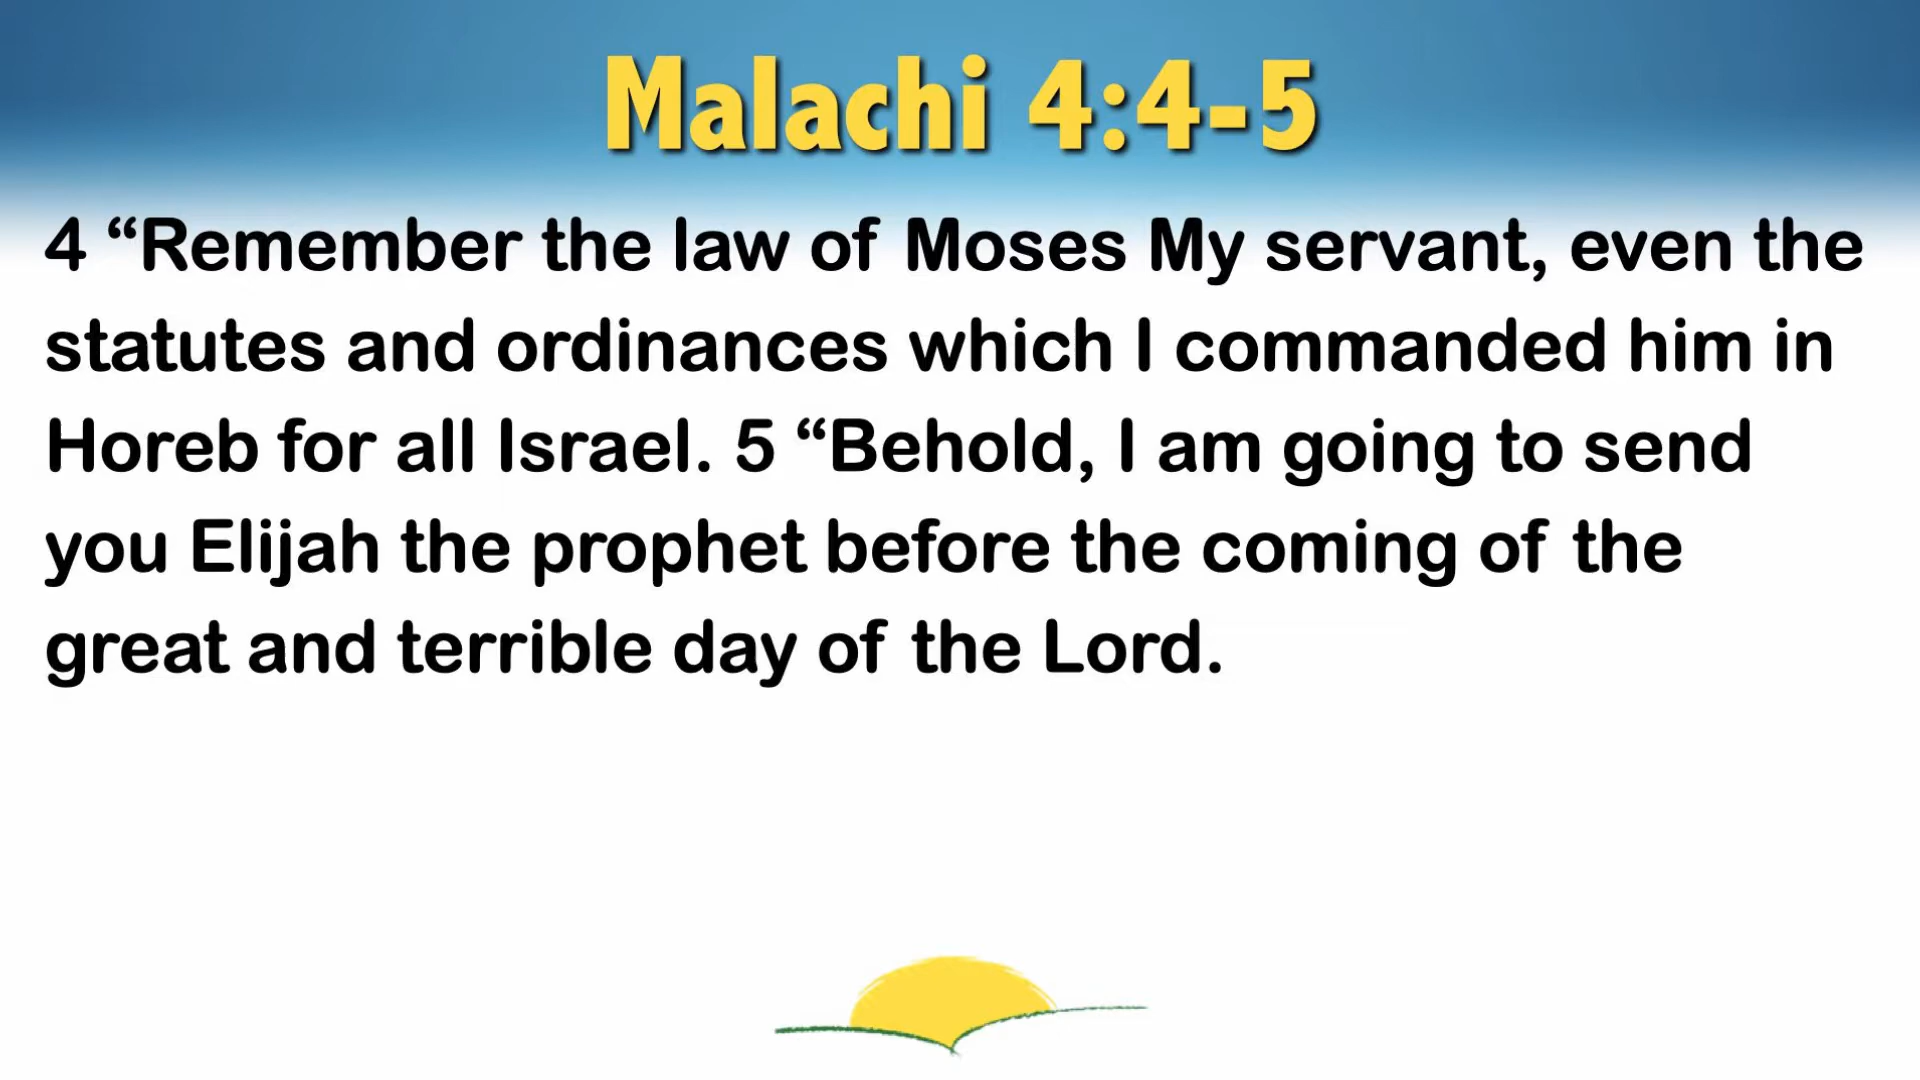 Malachi 4:4-5
4 “Remember the law of Moses My servant, even the
statutes and ordinances which I commanded him in
Horeb for all Israel. 5 “Behold, I am going to send
you Elijah the prophet before the coming of the
great and terrible day of the Lord.